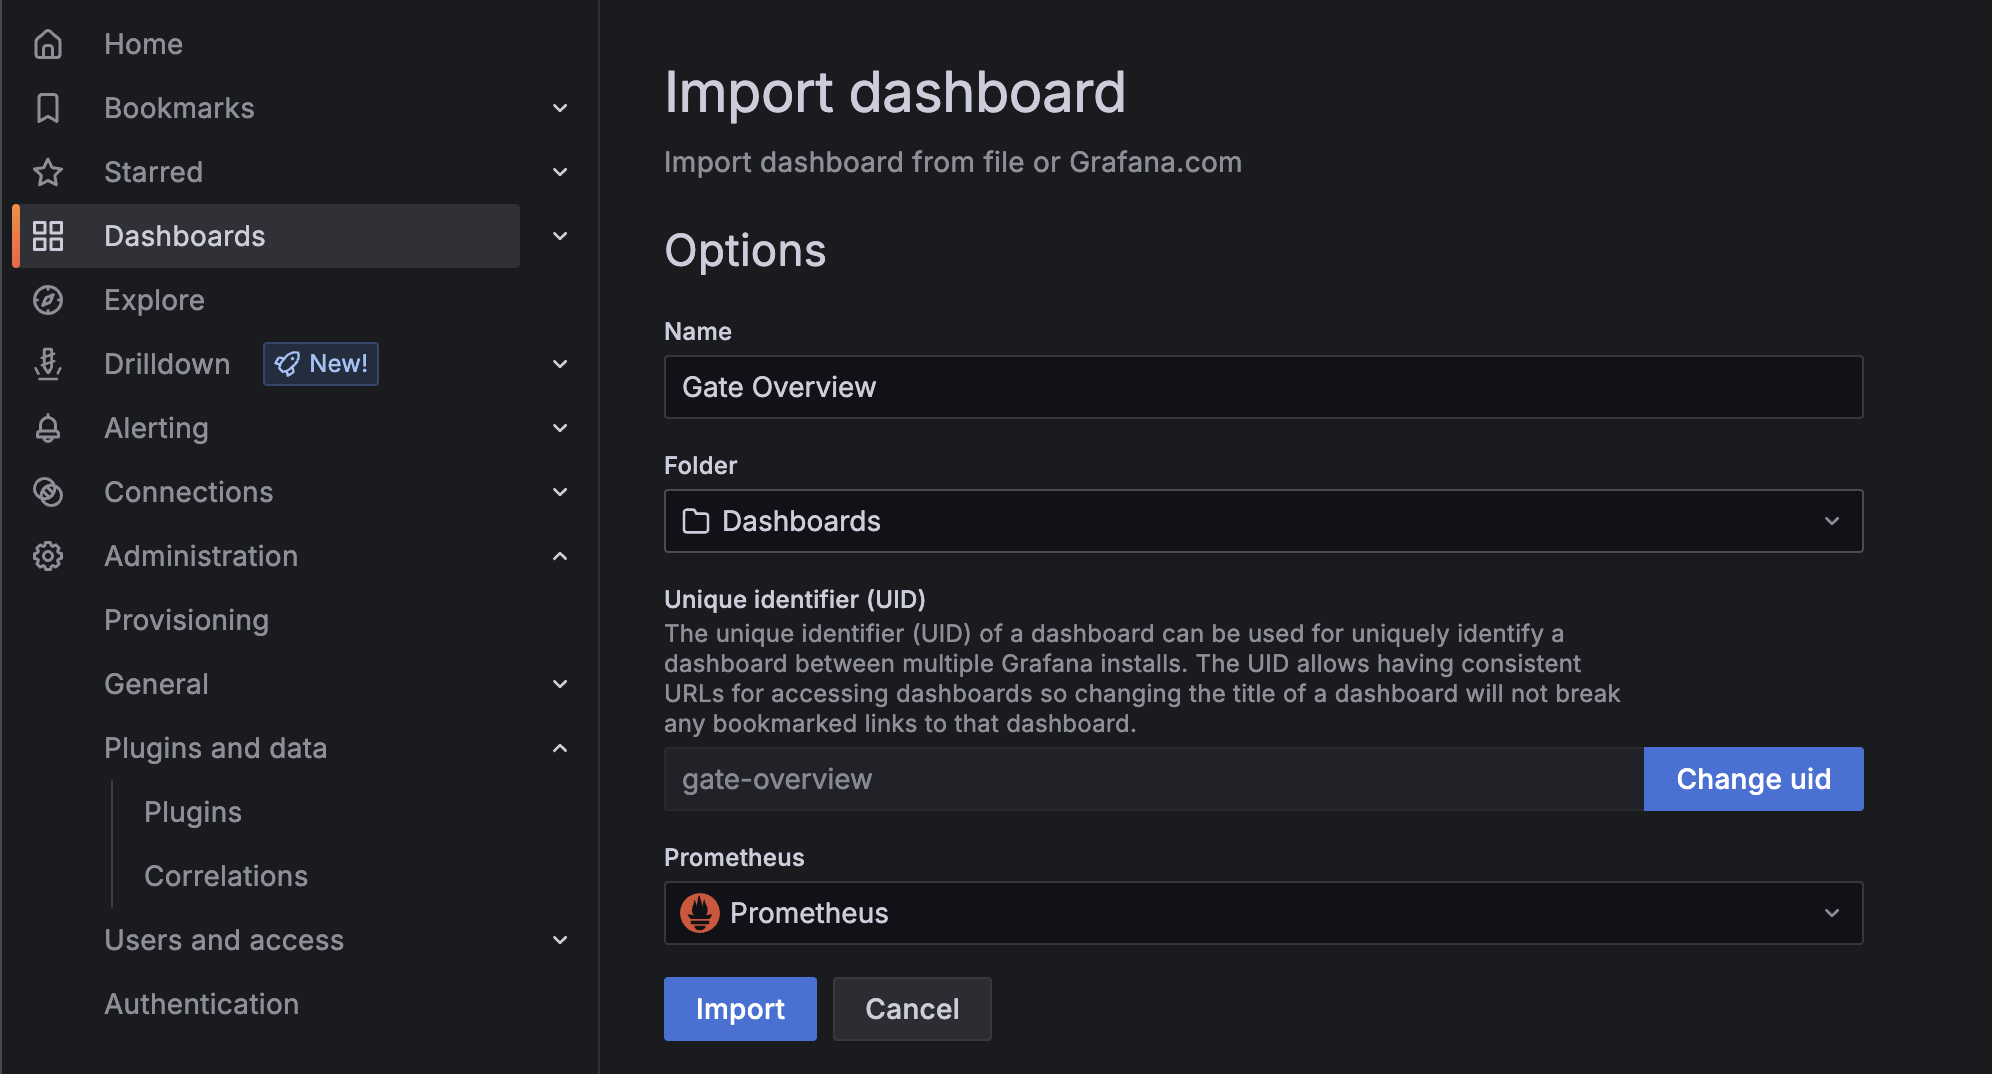 Home
Bookmarks
Starred
Dashboards
Explore
Drilldown New!
Alerting
Connections
Administration
Provisioning
General
Plugins and data
Plugins
Correlations
Users and access
Authentication
Import dashboard
Import dashboard from file or Grafana.com
Options
Name
Gate Overview
Folder
Dashboards
Unique identifier (UID)
The unique identifier (UID) of a dashboard can be used for uniquely identify a
dashboard between multiple Grafana installs. The UID allows having consistent
URLs for accessing dashboards so changing the title of a dashboard will not break
any bookmarked links to that dashboard.
gate-overview Change uid
Prometheus
Prometheus
Import Cancel